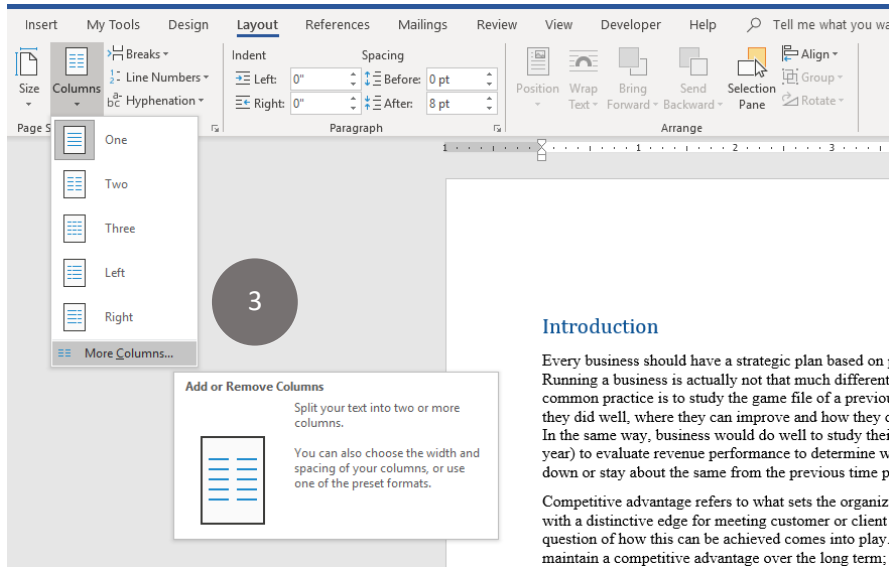 Insert My Tools Design Layout References Mailings Review View Developer Help Tell me what you wa
Size Columns Breaks Line Numbers Hyphenation
Indent Spacing
Left: 0" Before: 0 pt
Right: 0" After: 8 pt
Position Wrap Text Bring Forward Send Backward Selection Pane Align Group Rotate
Page S Paragraph Arrange
1 1 2 3
One
Two
Three
Left
Right
More Columns...
3
Add or Remove Columns
Split your text into two or more
columns.
You can also choose the width and
spacing of your columns, or use
one of the preset formats.
Introduction
Every business should have a strategic plan based on
Running a business is actually not that much different
common practice is to study the game file of a previou
they did well, where they can improve and how they
In the same way, business would do well to study thei
year) to evaluate revenue performance to determine w
down or stay about the same from the previous time p
Competitive advantage refers to what sets the organiz
with a distinctive edge for meeting customer or client
question of how this can be achieved comes into play.
maintain a competitive advantage over the long term;